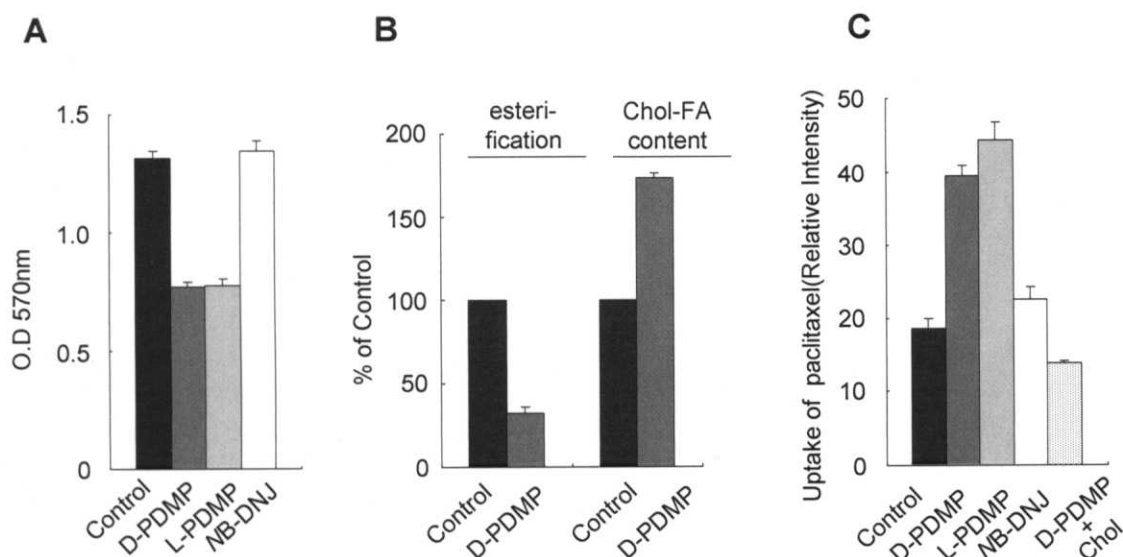 A
1.5
1.0
0.5
0
O.D 570nm
Control
D-PDMP
L-PDMP
NB-DNJ
B
esteri-
fication
Chol-FA
content
200
150
100
50
0
% of Control
Control
D-PDMP
Control
D-PDMP
C
50
40
30
20
10
0
Uptake of paclitaxel(Relative Intensity)
Control
D-PDMP
L-PDMP
NB-DNJ
D-PDMP
+
Chol